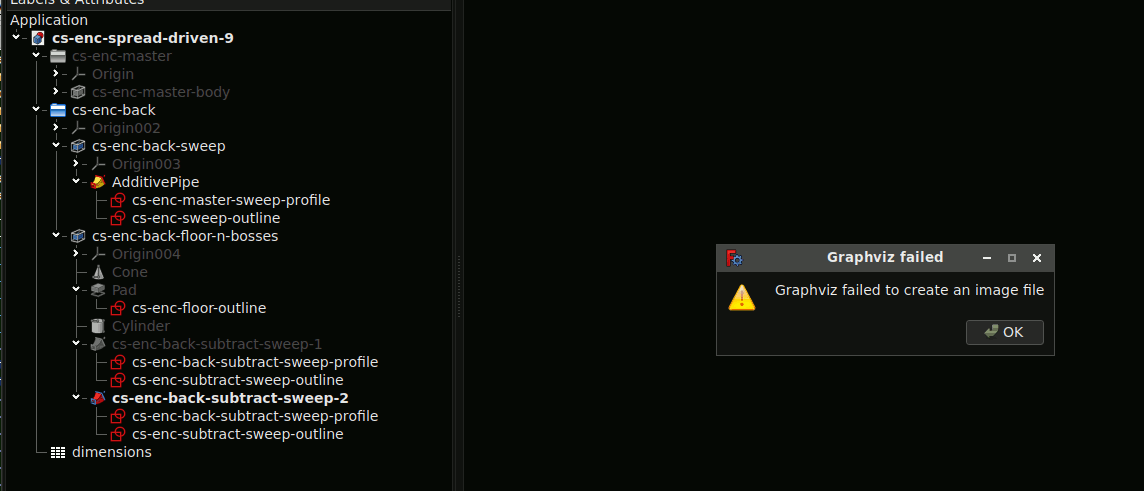 Labels & Attributes
Application
cs-enc-spread-driven-9
cs-enc-master
Origin
cs-enc-master-body
cs-enc-back
Origin002
cs-enc-back-sweep
Origin003
AdditivePipe
cs-enc-master-sweep-profile
cs-enc-sweep-outline
cs-enc-back-floor-n-bosses
Origin004
Cone
Pad
cs-enc-floor-outline
Cylinder
cs-enc-back-subtract-sweep-1
cs-enc-back-subtract-sweep-profile
cs-enc-subtract-sweep-outline
cs-enc-back-subtract-sweep-2
cs-enc-back-subtract-sweep-profile
cs-enc-subtract-sweep-outline
dimensions
Graphviz failed
Graphviz failed to create an image file
OK